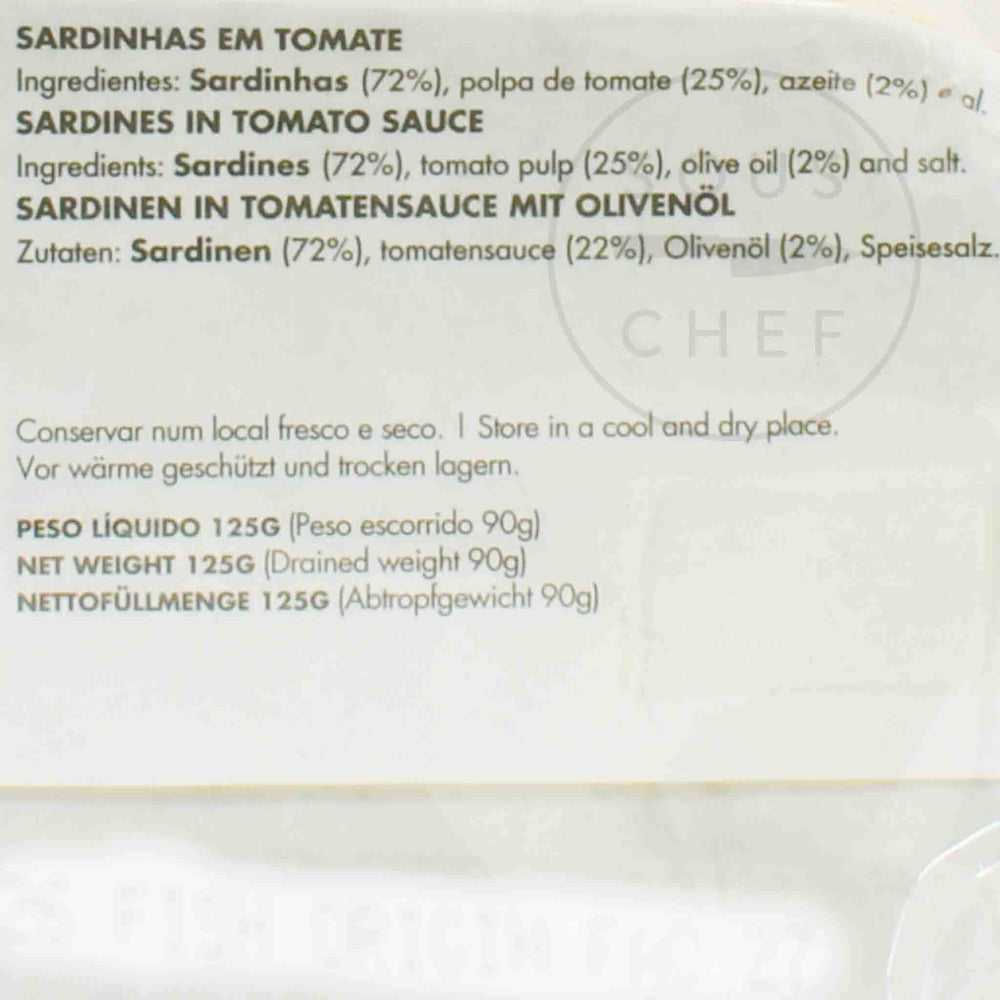 SARDINHAS EM TOMATE
Ingredientes: Sardinhas (72%), polpa de tomate (25%), azeite (2%) e al.
SARDINES IN TOMATO SAUCE
Ingredients: Sardines (72%), tomato pulp (25%), olive oil (2%) and salt.
SARDINEN IN TOMATENSAUCE MIT OLIVENÖL
Zutaten: Sardinen (72%), tomatensauce (22%), Olivenöl (2%), Speisesalz.
SOUS
CHEF
Conservar num local fresco e seco. | Store in a cool and dry place.
Vor wärme geschützt und trocken lagern.
PESO LÍQUIDO 125G (Peso escorrido 90g)
NET WEIGHT 125G (Drained weight 90g)
NETTOFÜLLMENGE 125G (Abtropfgewicht 90g)